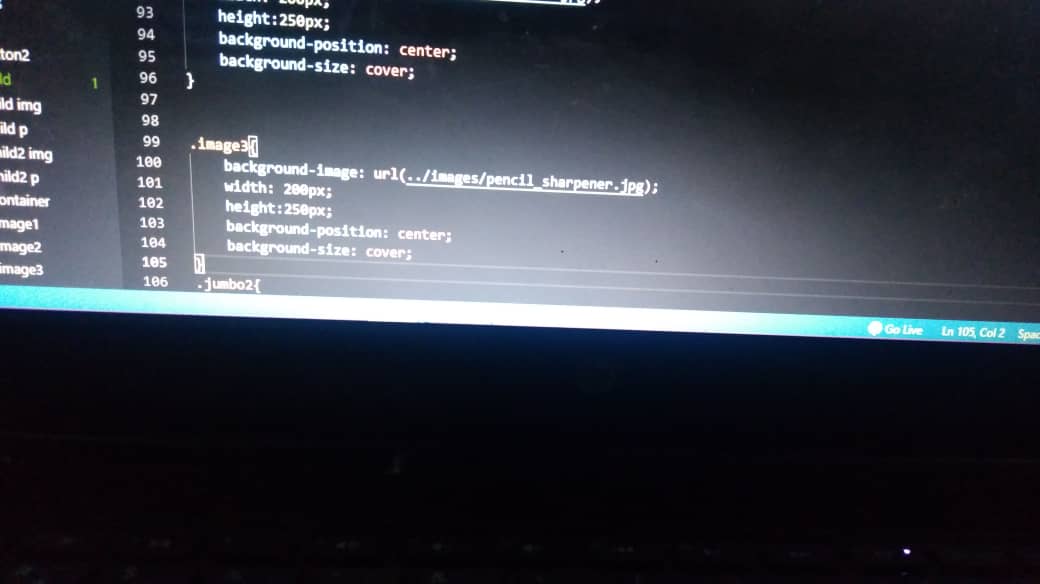 93
height:250px;
94
background-position: center;
95
background-size: cover;
96
}
97
98
99
.image3{
100
background-image: url(../images/pencil_sharpener.jpg);
101
width: 200px;
102
height:250px;
103
background-position: center;
104
background-size: cover;
105
}
106
.jumbo2{
ton2
ld
1
ild img
ild p
ild2 img
hild2 p
ontainer
mage1
mage2
image3
Go Live
Ln 105, Col 2
Spac